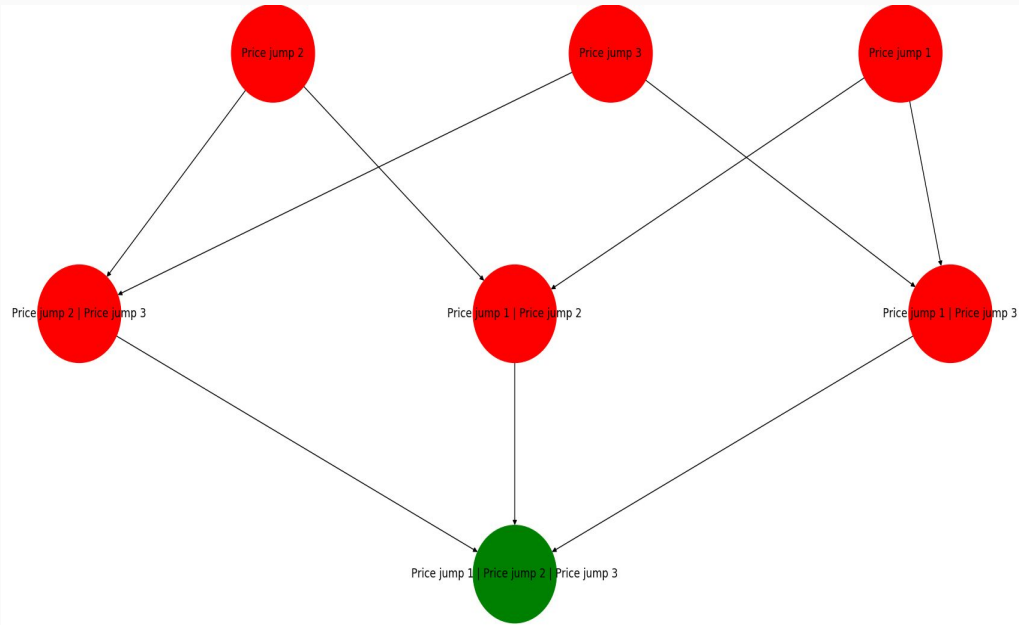 Price jump 2
Price jump 3
Price jump 1
Price jump 2 | Price jump 3
Price jump 1 | Price jump 2
Price jump 1 | Price jump 3
Price jump 1 | Price jump 2 | Price jump 3